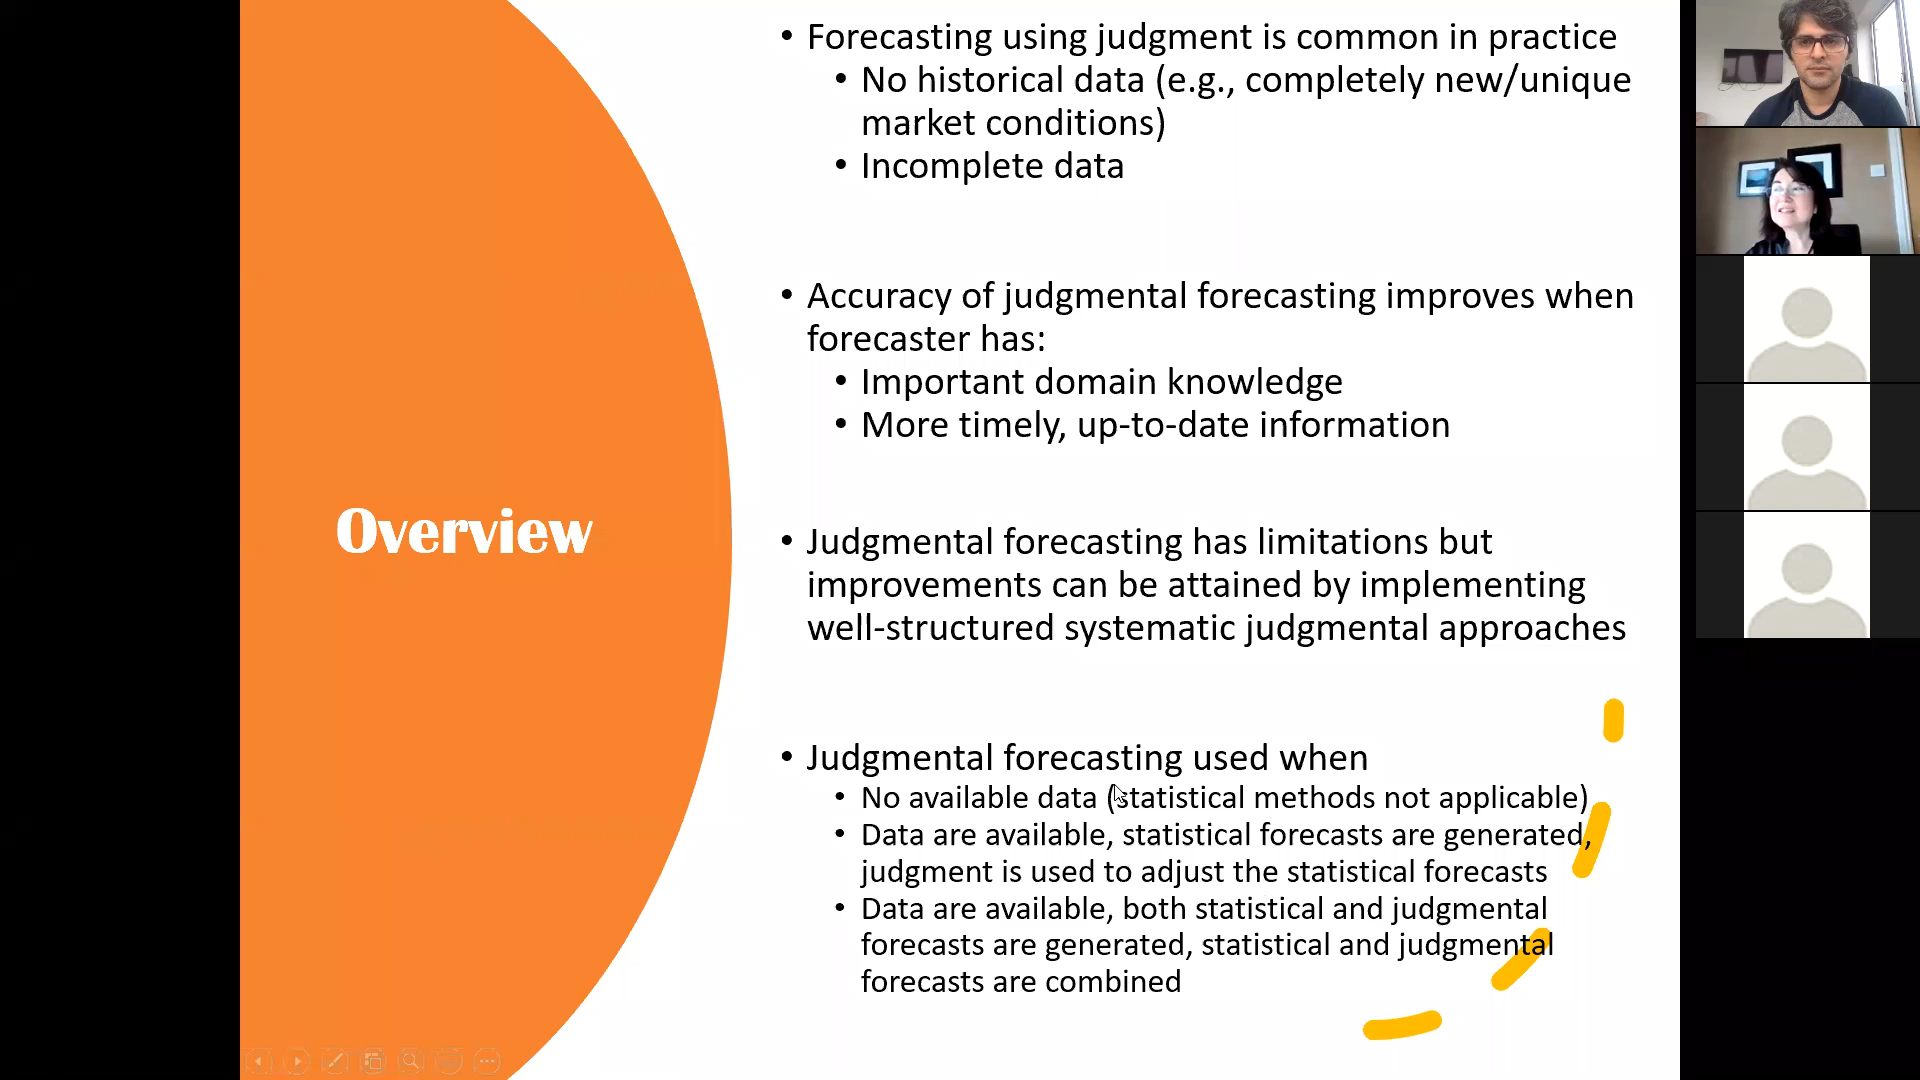 Overview
• Forecasting using judgment is common in practice
• No historical data (e.g., completely new/unique
market conditions)
• Incomplete data
• Accuracy of judgmental forecasting improves when
forecaster has:
• Important domain knowledge
• More timely, up-to-date information
• Judgmental forecasting has limitations but
improvements can be attained by implementing
well-structured systematic judgmental approaches
• Judgmental forecasting used when
• No available data (statistical methods not applicable)
• Data are available, statistical forecasts are generated,
judgment is used to adjust the statistical forecasts
• Data are available, both statistical and judgmental
forecasts are generated, statistical and judgmental
forecasts are combined